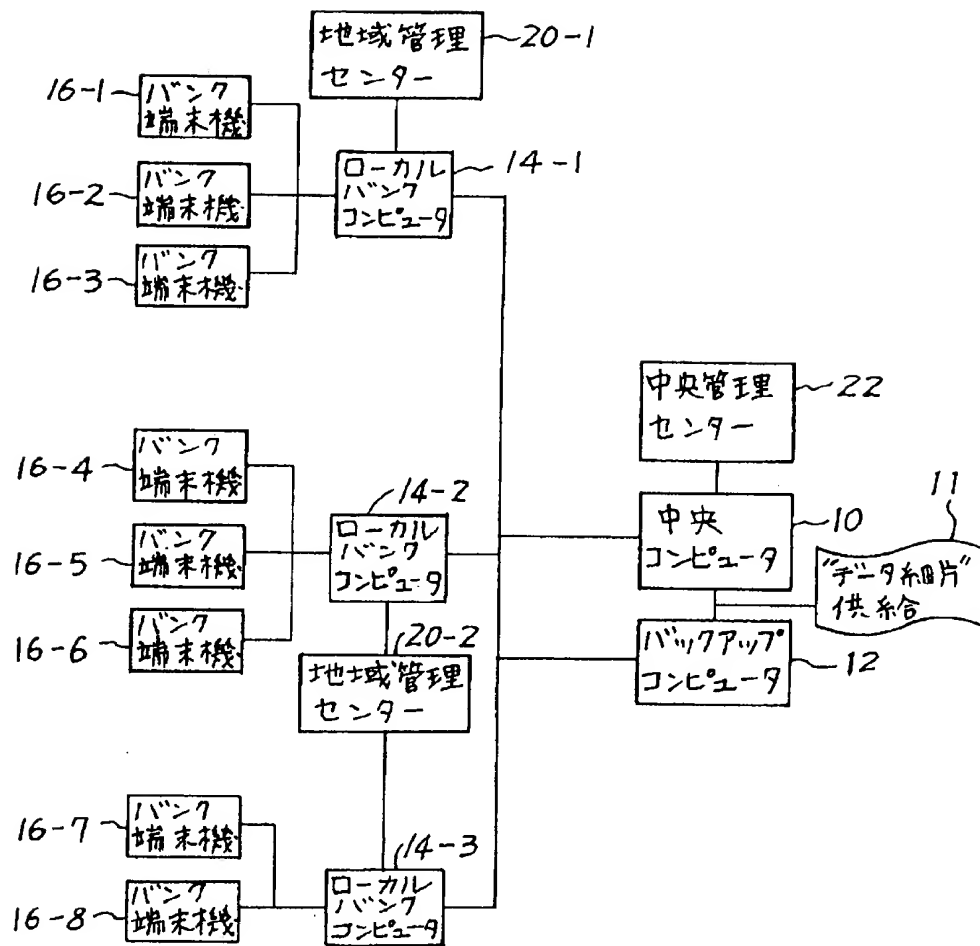 地域管理
センター
20-1
16-1
バンク
端末機
16-2
バンク
端末機
16-3
バンク
端末機
ローカル
バンク
コンピュータ
14-1
中央管理
センター
22
16-4
バンク
端末機
16-5
バンク
端末機
16-6
バンク
端末機
14-2
ローカル
バンク
コンピュータ
中央
コンピュータ
10
11
"データ細片"
供給
バックアップ
コンピュータ
12
20-2
地域管理
センター
16-7
バンク
端末機
16-8
バンク
端末機
14-3
ローカル
バンク
コンピュータ